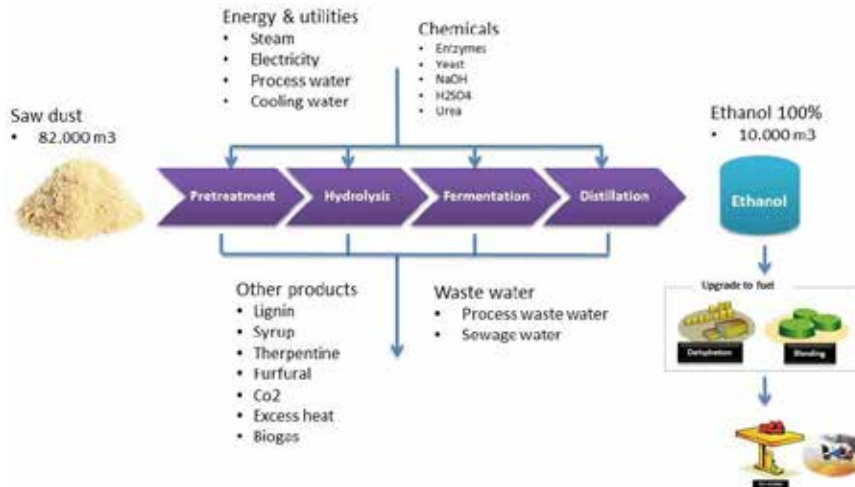 Energy & utilities
• Steam
• Electricity
• Process water
• Cooling water
Chemicals
• Enzymes
• Yeast
• NaOH
• H2SO4
• Urea
Saw dust
• 82.000 m3
Ethanol 100%
• 10.000 m3
Pretreatment
Hydrolysis
Fermentation
Distillation
Ethanol
Other products
• Lignin
• Syrup
• Therpentine
• Furfural
• Co2
• Excess heat
• Biogas
Waste water
• Process waste water
• Sewage water
Upgrade to fuel
Dehydration
Blending